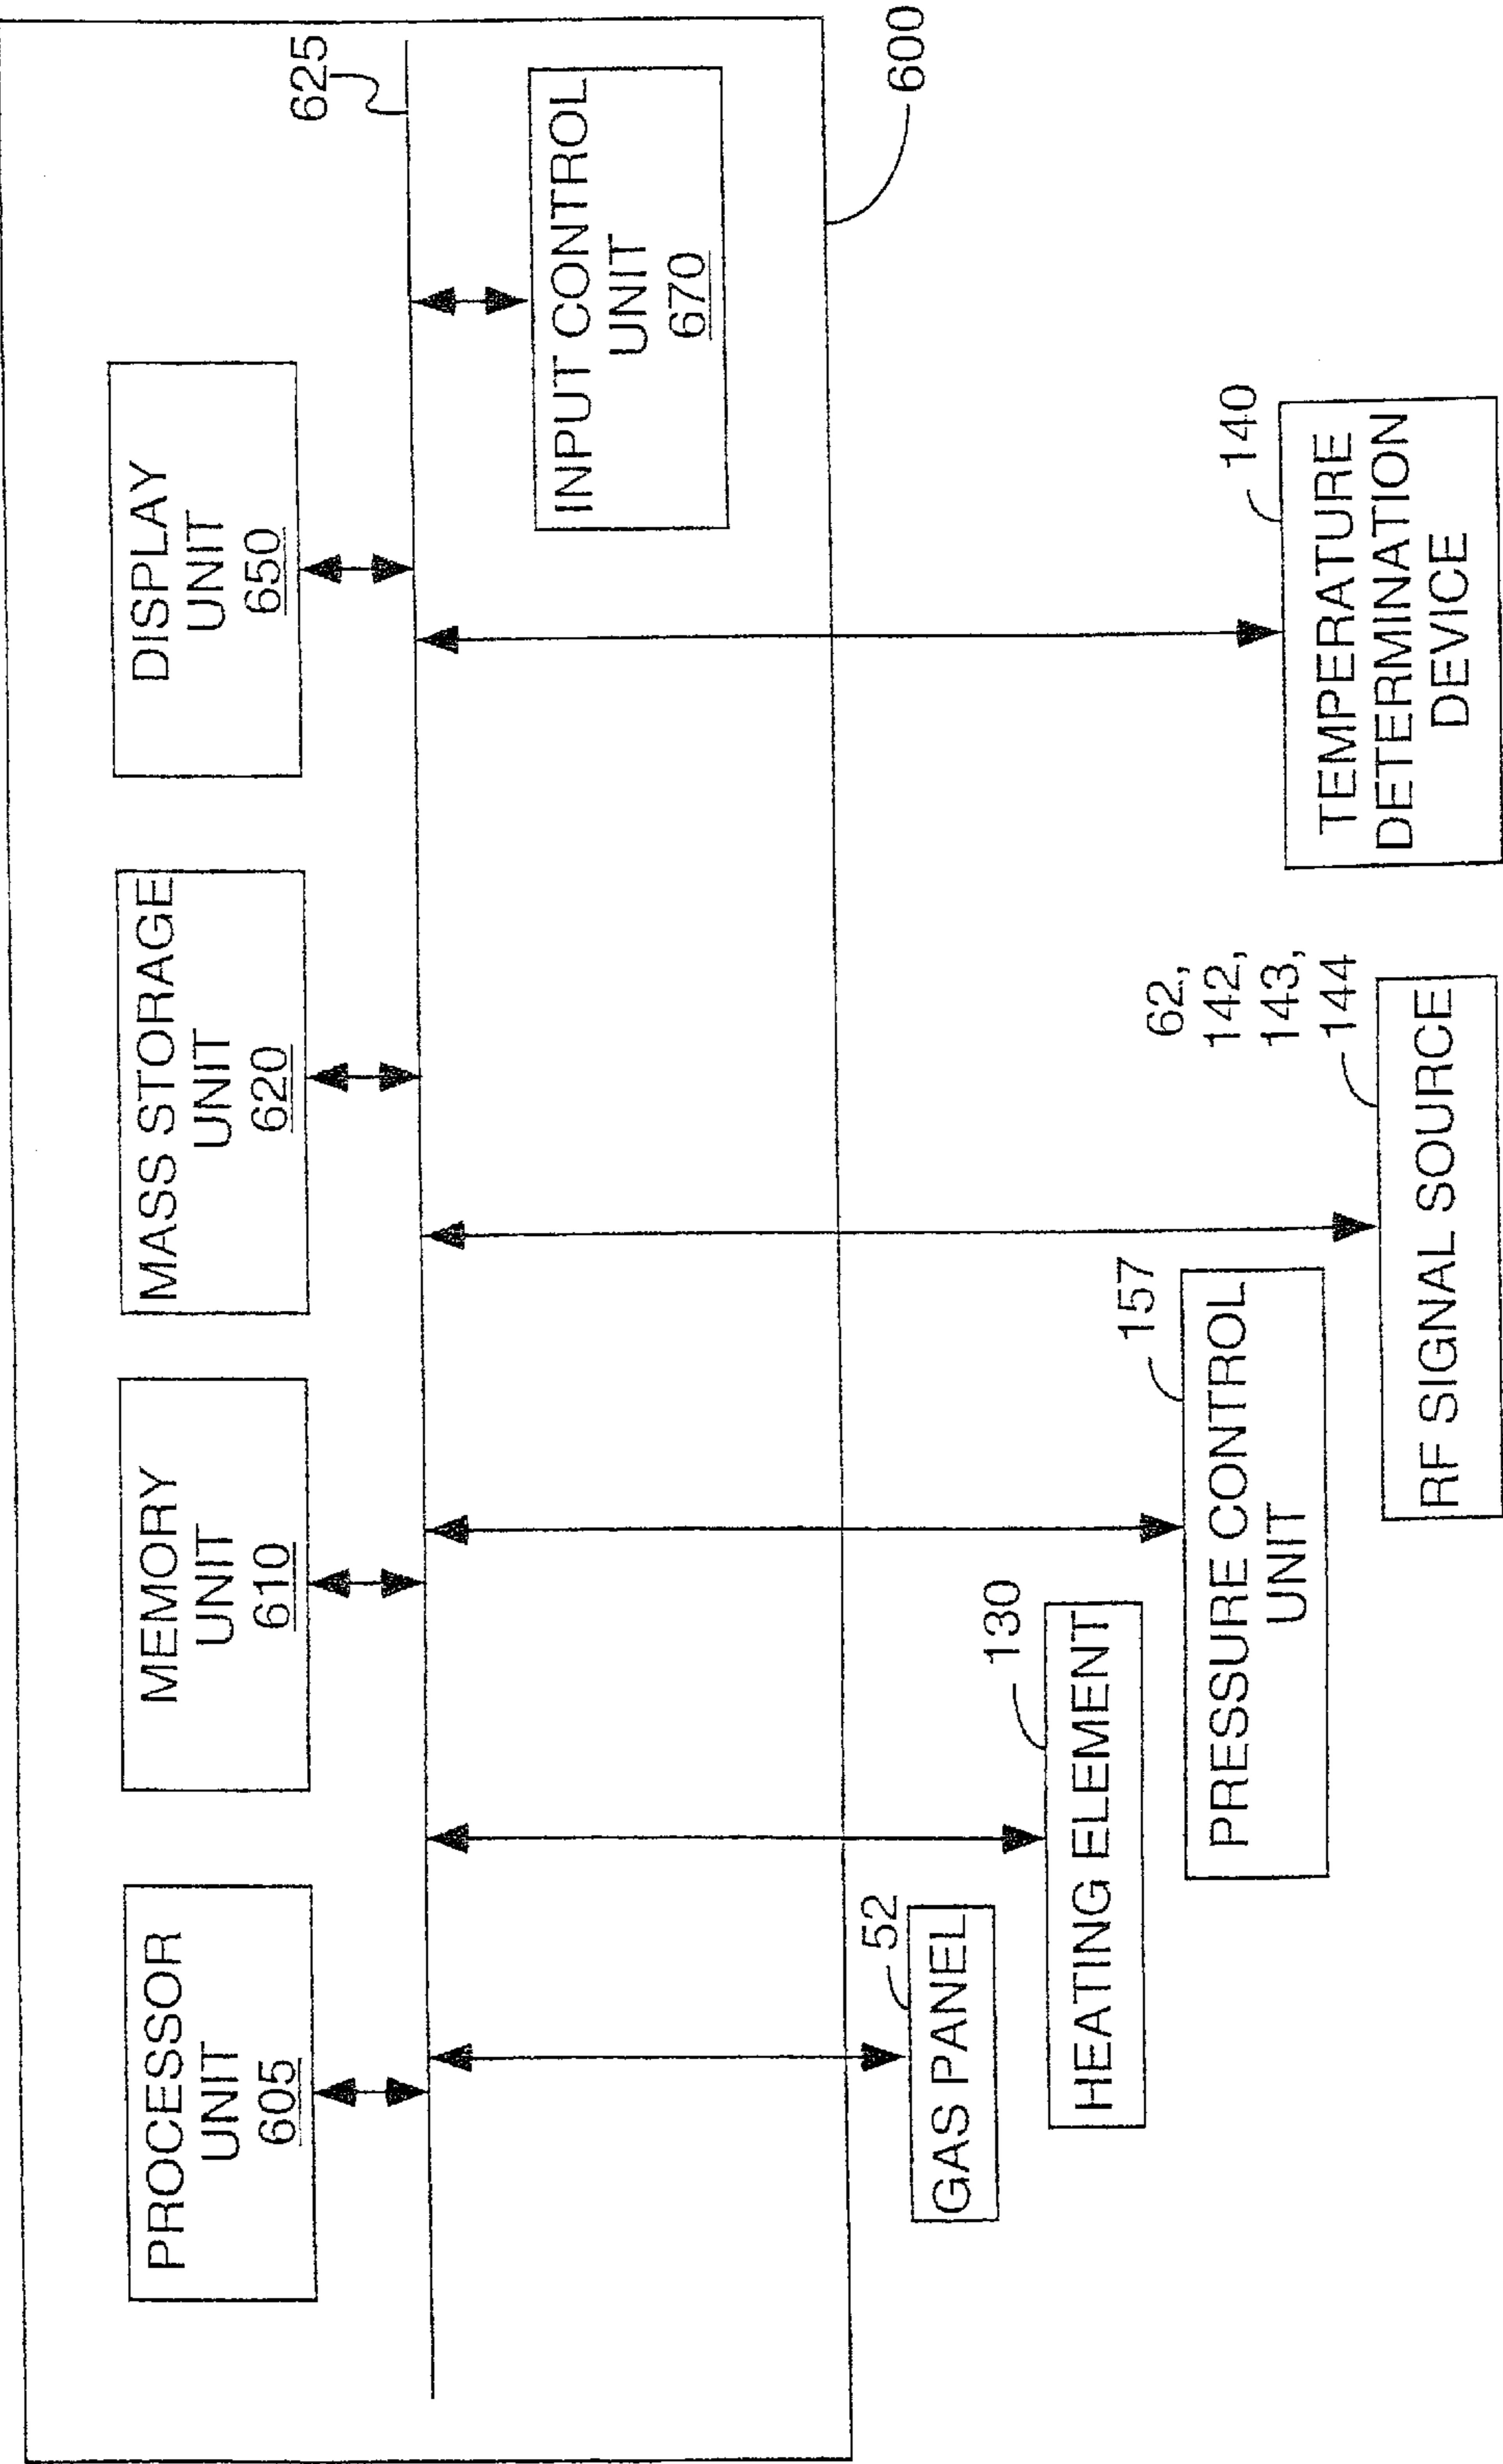 PROCESSOR
UNIT
605
MEMORY
UNIT
610
MASS STORAGE
UNIT
620
DISPLAY
UNIT
650
625
INPUT CONTROL
UNIT
670
600
52
GAS PANEL
130
HEATING ELEMENT
157
PRESSURE CONTROL
UNIT
62,
142,
143,
144
RF SIGNAL SOURCE
140
TEMPERATURE
DETERMINATION
DEVICE